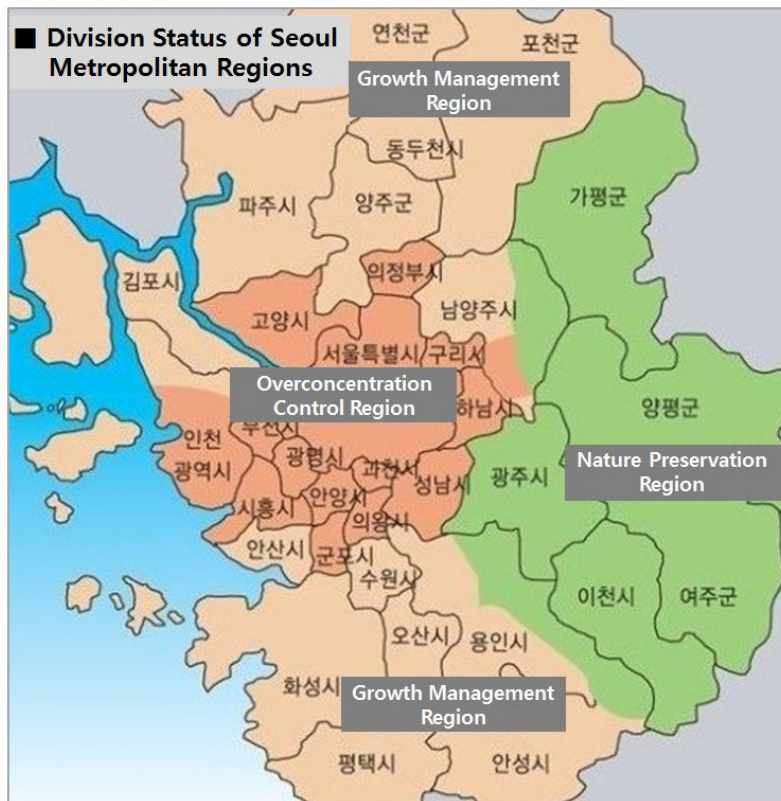 ■ Division Status of Seoul
Metropolitan Regions
연천군
포천군
Growth Management
Region
동두천시
가평군
파주시
양주군
의정부시
김포시
남양주시
고양시
서울특별시
구리시
Overconcentration
Control Region
하남시
양평군
부천시
인천
광역시
광명시
과천시
성남시
광주시
Nature Preservation
Region
시흥시
안양시
의왕시
안산시
군포시
수원시
이천시
여주군
오산시
용인시
화성시
Growth Management
Region
평택시
안성시